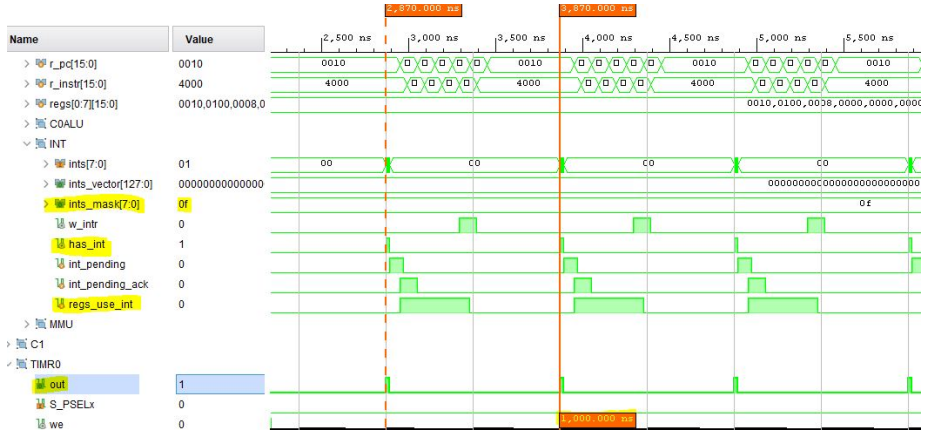 2,870.000 ns 3,870.000 ns
Name Value 2,500 ns 3,000 ns 3,500 ns 4,000 ns 4,500 ns 5,000 ns 5,500 ns
r_pc[15:0] 0010 0010 0010 0010 0010
r_instr[15:0] 4000 4000 4000 4000 4000
regs[0:7][15:0] 0010,0100,0008,0 0010,0100,0008,0000,0000,0000
C0ALU
INT
ints[7:0] 01 00 00 00 00
ints_vector[127:0] 00000000000000 00000000000000000000000000
ints_mask[7:0] 0f 0f
w_intr 0
has_int 1
int_pending 0
int_pending_ack 0
regs_use_int 0
MMU
C1
TIMR0
out 1
S_PSELx 0
we 0 1,000.000 ns